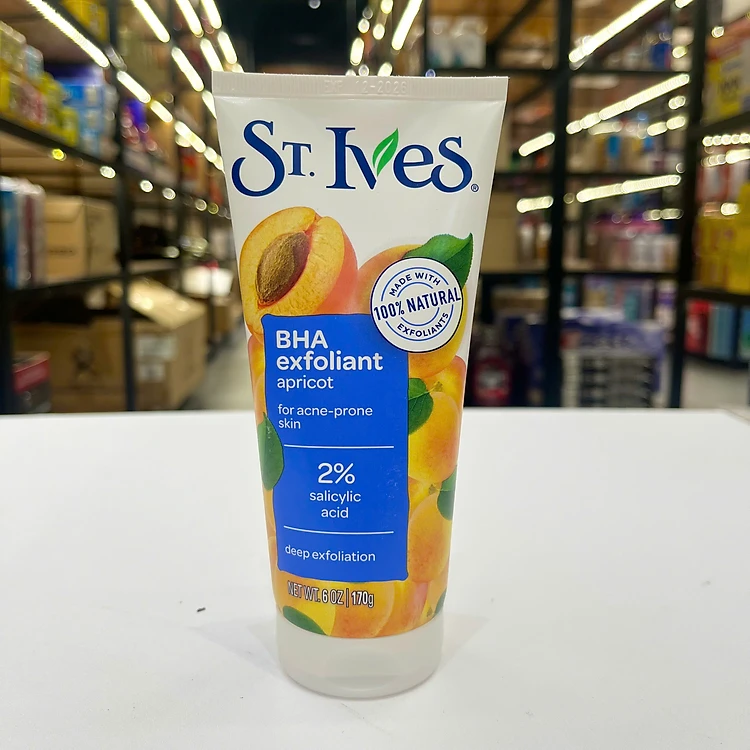 St. Ives®
MADE WITH
100% NATURAL
EXFOLIANTS
BHA
exfoliant
apricot
for acne-prone
skin
2%
salicylic
acid
deep exfoliation
NET WT. 6 OZ | 170g